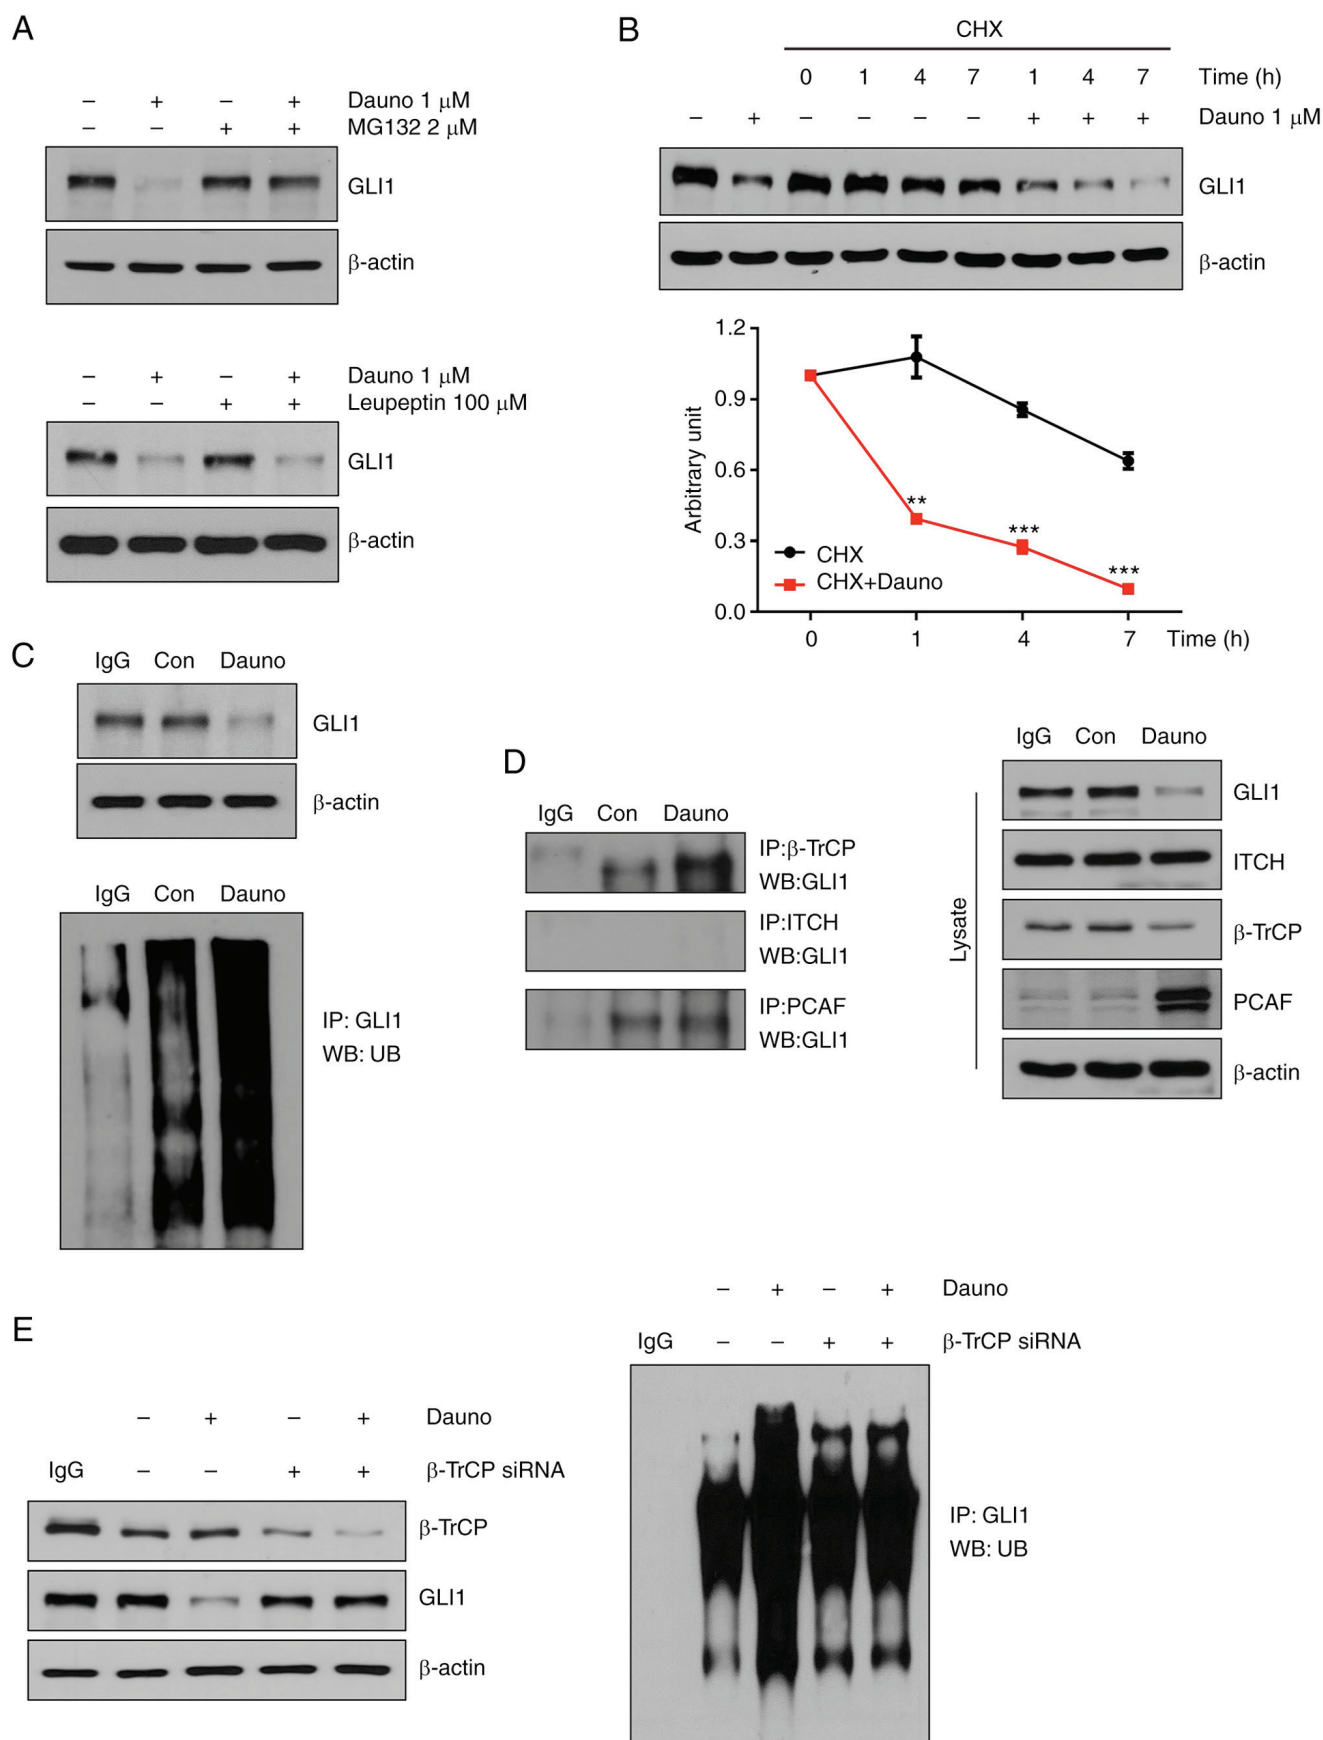 A
– + – + Dauno 1 μM
– – + + MG132 2 μM
GLI1
β-actin
– + – + Dauno 1 μM
– – + + Leupeptin 100 μM
GLI1
β-actin
B
CHX
0 1 4 7 1 4 7 Time (h)
– + – – – – + + + Dauno 1 μM
GLI1
β-actin
1.2
0.9
0.6
0.3
0.0
Arbitrary unit
**
***
***
CHX
CHX+Dauno
0 1 4 7 Time (h)
C
IgG Con Dauno
GLI1
β-actin
IgG Con Dauno
IP: GLI1
WB: UB
D
IgG Con Dauno
IP:β-TrCP
WB:GLI1
IP:ITCH
WB:GLI1
IP:PCAF
WB:GLI1
IgG Con Dauno
Lysate
GLI1
ITCH
β-TrCP
PCAF
β-actin
E
– + – + Dauno
IgG – – + + β-TrCP siRNA
β-TrCP
GLI1
β-actin
– + – + Dauno
IgG – – + + β-TrCP siRNA
IP: GLI1
WB: UB